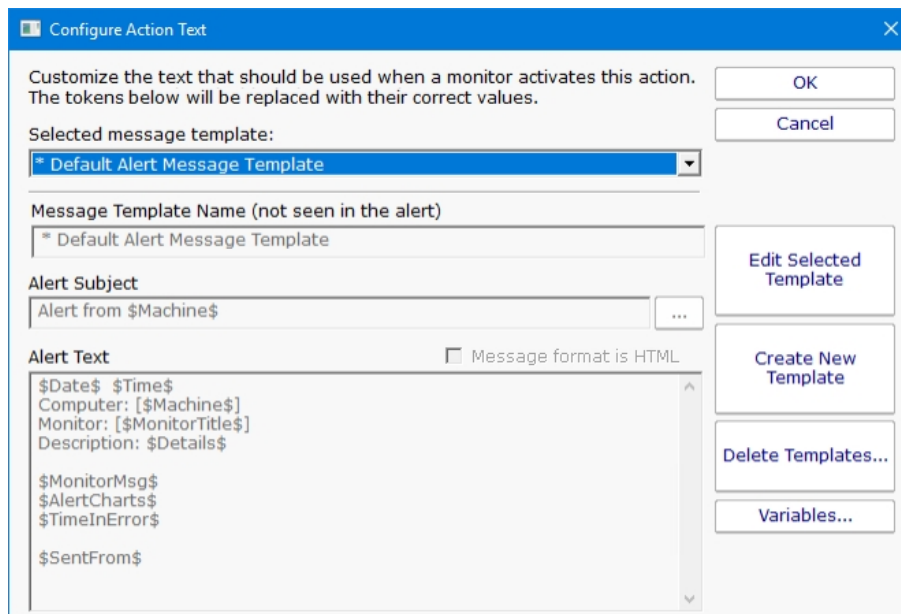 Configure Action Text
Customize the text that should be used when a monitor activates this action.
The tokens below will be replaced with their correct values.
OK
Cancel
Selected message template:
* Default Alert Message Template
Message Template Name (not seen in the alert)
* Default Alert Message Template
Edit Selected
Template
Alert Subject
Alert from $Machine$
...
Alert Text
Message format is HTML
Create New
Template
$Date$  $Time$
Computer: [$Machine$]
Monitor: [$MonitorTitle$]
Description: $Details$
Delete Templates...
$MonitorMsg$
$AlertCharts$
$TimeInError$
Variables...
$SentFrom$